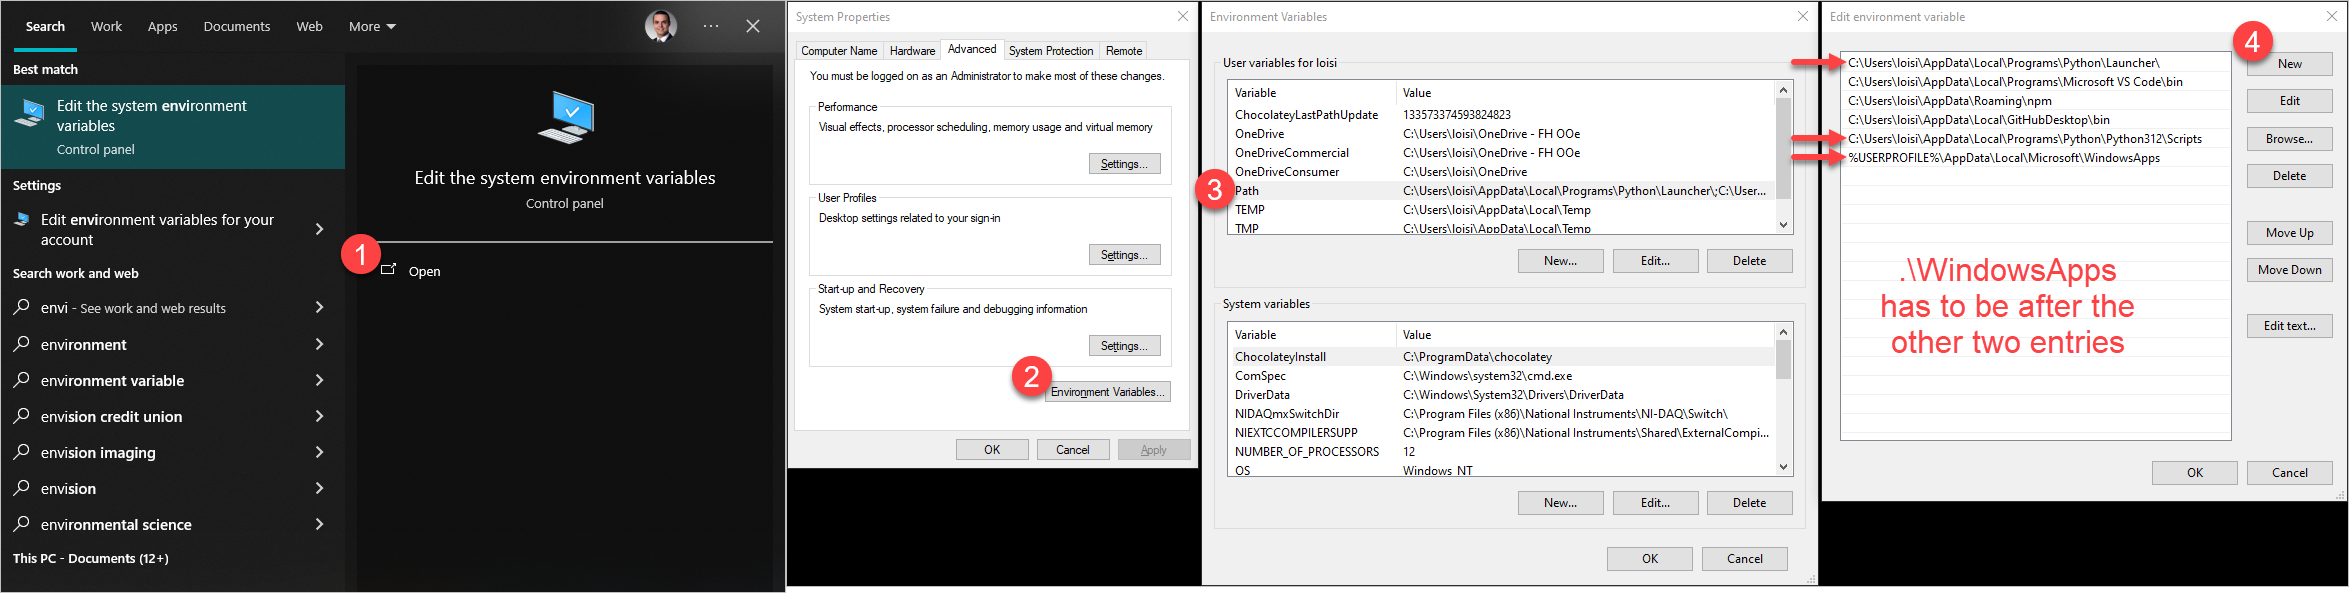 Search Work Apps Documents Web More
Best match
Edit the system environment
variables
Control panel
Settings
Edit environment variables for your
account
Search work and web
envi - See work and web results
environment
environment variable
envision credit union
envision imaging
envision
environmental science
This PC - Documents (12+)
Edit the system environment variables
Control panel
1
Open
System Properties
Computer Name Hardware Advanced System Protection Remote
You must be logged on as an Administrator to make most of these changes.
Performance
Visual effects, processor scheduling, memory usage and virtual memory
Settings...
User Profiles
Desktop settings related to your sign-in
Settings...
Start-up and Recovery
System start-up, system failure and debugging information
Settings...
2
Environment Variables...
OK Cancel Apply
Environment Variables
User variables for loisi
Variable Value
ChocolateyLastPathUpdate 133573374593824823
OneDrive C:\Users\loisi\OneDrive - FH OOe
OneDriveCommercial C:\Users\loisi\OneDrive - FH OOe
OneDriveConsumer C:\Users\loisi\OneDrive
3
Path C:\Users\loisi\AppData\Local\Programs\Python\Launcher\;C:\User...
TEMP C:\Users\loisi\AppData\Local\Temp
TMP C:\Users\loisi\AppData\Local\Temp
New... Edit... Delete
System variables
Variable Value
ChocolateyInstall C:\ProgramData\chocolatey
ComSpec C:\Windows\system32\cmd.exe
DriverData C:\Windows\System32\Drivers\DriverData
NIDAQmxSwitchDir C:\Program Files (x86)\National Instruments\NI-DAQ\Switch\
NIEXTCCOMPILERSUPP C:\Program Files (x86)\National Instruments\Shared\ExternalCompi...
NUMBER_OF_PROCESSORS 12
OS Windows_NT
New... Edit... Delete
OK Cancel
Edit environment variable
4
C:\Users\loisi\AppData\Local\Programs\Python\Launcher\
C:\Users\loisi\AppData\Local\Programs\Microsoft VS Code\bin
C:\Users\loisi\AppData\Roaming\npm
C:\Users\loisi\AppData\Local\GitHubDesktop\bin
C:\Users\loisi\AppData\Local\Programs\Python\Python312\Scripts
%USERPROFILE%\AppData\Local\Microsoft\WindowsApps
New
Edit
Browse...
Delete
Move Up
Move Down
Edit text...
.\WindowsApps
has to be after the
other two entries
OK Cancel